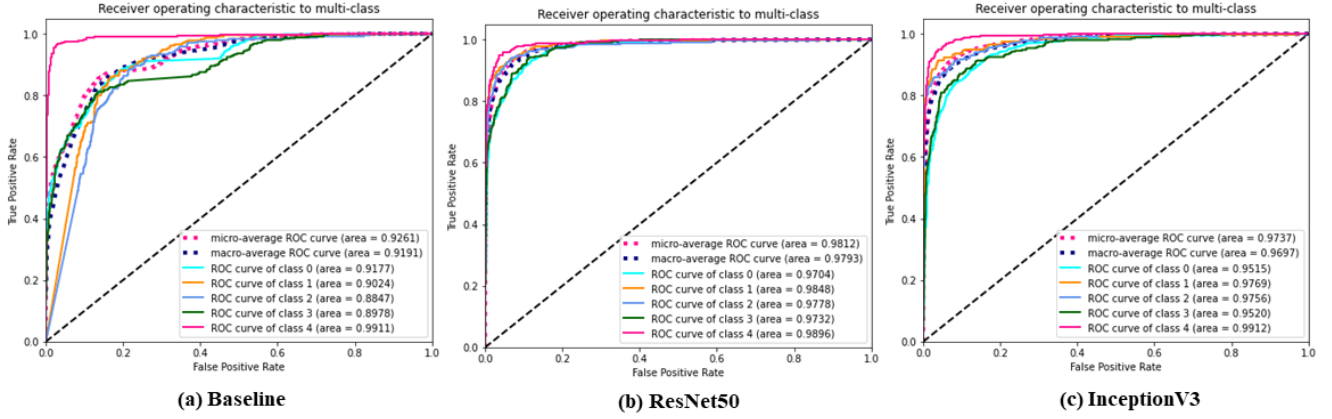 Receiver operating characteristic to multi-class
1.0
0.8
0.6
0.4
0.2
0.0
True Positive Rate
micro-average ROC curve (area = 0.9261)
macro-average ROC curve (area = 0.9191)
ROC curve of class 0 (area = 0.9177)
ROC curve of class 1 (area = 0.9024)
ROC curve of class 2 (area = 0.8847)
ROC curve of class 3 (area = 0.8978)
ROC curve of class 4 (area = 0.9911)
0.0 0.2 0.4 0.6 0.8 1.0
False Positive Rate
(a) Baseline
Receiver operating characteristic to multi-class
1.0
0.8
0.6
0.4
0.2
0.0
True Positive Rate
micro-average ROC curve (area = 0.9812)
macro-average ROC curve (area = 0.9793)
ROC curve of class 0 (area = 0.9704)
ROC curve of class 1 (area = 0.9848)
ROC curve of class 2 (area = 0.9778)
ROC curve of class 3 (area = 0.9732)
ROC curve of class 4 (area = 0.9896)
0.0 0.2 0.4 0.6 0.8 1.0
False Positive Rate
(b) ResNet50
Receiver operating characteristic to multi-class
1.0
0.8
0.6
0.4
0.2
0.0
True Positive Rate
micro-average ROC curve (area = 0.9737)
macro-average ROC curve (area = 0.9697)
ROC curve of class 0 (area = 0.9515)
ROC curve of class 1 (area = 0.9769)
ROC curve of class 2 (area = 0.9756)
ROC curve of class 3 (area = 0.9520)
ROC curve of class 4 (area = 0.9912)
0.0 0.2 0.4 0.6 0.8 1.0
False Positive Rate
(c) InceptionV3